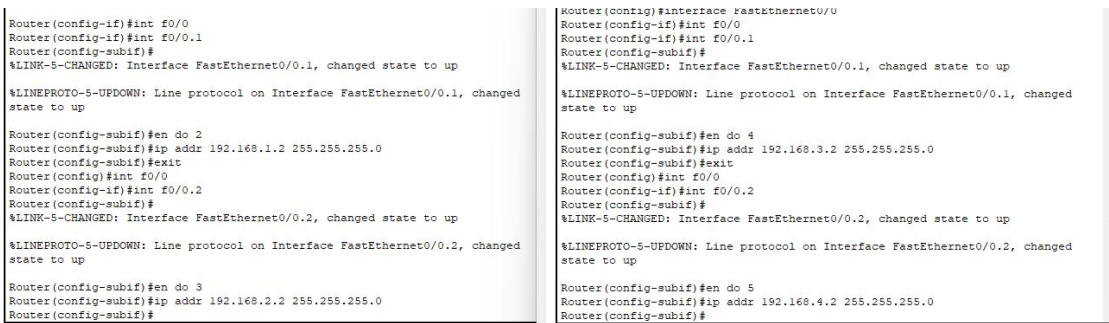 Router(config-if)#int f0/0
Router(config-if)#int f0/0.1
Router(config-subif)#
%LINK-5-CHANGED: Interface FastEthernet0/0.1, changed state to up
%LINEPROTO-5-UPDOWN: Line protocol on Interface FastEthernet0/0.1, changed
state to up
Router(config-subif)#en do 2
Router(config-subif)#ip addr 192.168.1.2 255.255.255.0
Router(config-subif)#exit
Router(config)#int f0/0
Router(config-if)#int f0/0.2
Router(config-subif)#
%LINK-5-CHANGED: Interface FastEthernet0/0.2, changed state to up
%LINEPROTO-5-UPDOWN: Line protocol on Interface FastEthernet0/0.2, changed
state to up
Router(config-subif)#en do 3
Router(config-subif)#ip addr 192.168.2.2 255.255.255.0
Router(config-subif)#
Router(config)#interface FastEthernet0/0
Router(config-if)#int f0/0
Router(config-if)#int f0/0.1
Router(config-subif)#
%LINK-5-CHANGED: Interface FastEthernet0/0.1, changed state to up
%LINEPROTO-5-UPDOWN: Line protocol on Interface FastEthernet0/0.1, changed
state to up
Router(config-subif)#en do 4
Router(config-subif)#ip addr 192.168.3.2 255.255.255.0
Router(config-subif)#exit
Router(config)#int f0/0
Router(config-if)#int f0/0.2
Router(config-subif)#
%LINK-5-CHANGED: Interface FastEthernet0/0.2, changed state to up
%LINEPROTO-5-UPDOWN: Line protocol on Interface FastEthernet0/0.2, changed
state to up
Router(config-subif)#en do 5
Router(config-subif)#ip addr 192.168.4.2 255.255.255.0
Router(config-subif)#